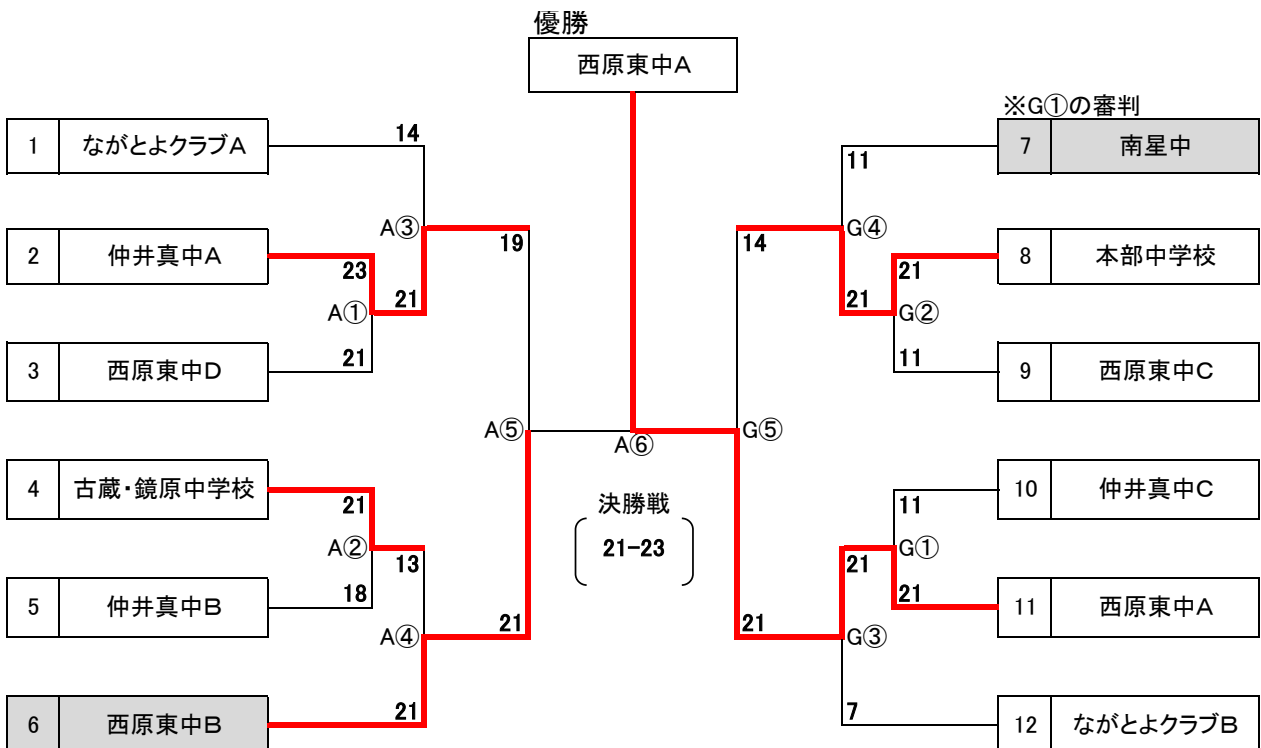 優勝
西原東中A
※G①の審判
1 ながとよクラブA
14
11
7 南星中
A③
G④
2 仲井真中A
19
14
8 本部中学校
23
21
21
21
A①
G②
3 西原東中D
21
11
9 西原東中C
A⑤
A⑥
G⑤
4 古蔵・鏡原中学校
決勝戦
10 仲井真中C
21
11
A②
21-23
G①
13
21
5 仲井真中B
18
21
11 西原東中A
A④
21
21
G③
6 西原東中B
21
7
12 ながとよクラブB